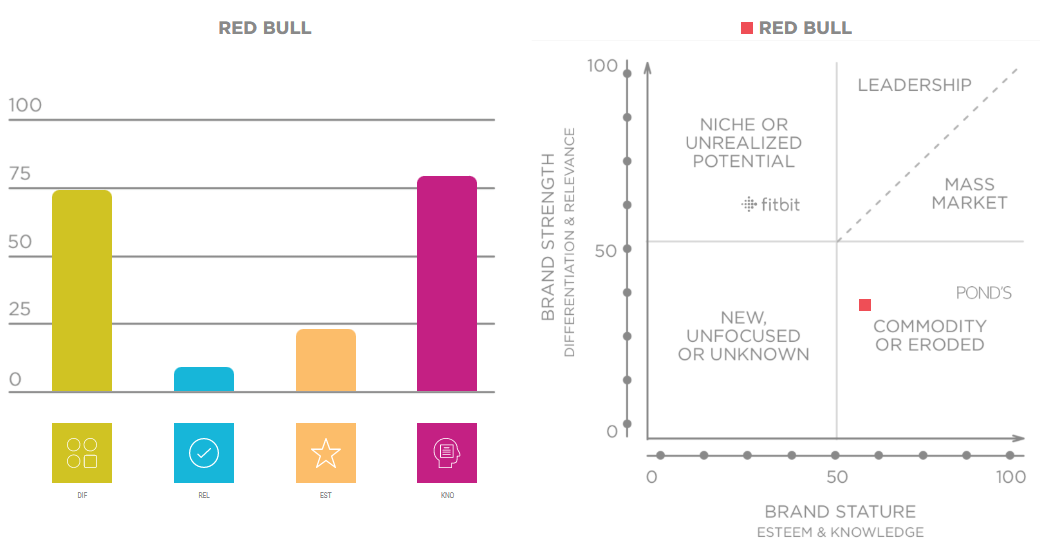 RED BULL
100
75
50
25
0
DIF
REL
EST
KNO
RED BULL
100
50
0
BRAND STRENGTH
DIFFERENTIATION & RELEVANCE
NICHE OR
UNREALIZED
POTENTIAL
fitbit
LEADERSHIP
MASS
MARKET
NEW,
UNFOCUSED
OR UNKNOWN
POND'S
COMMODITY
OR ERODED
0
50
100
BRAND STATURE
ESTEEM & KNOWLEDGE